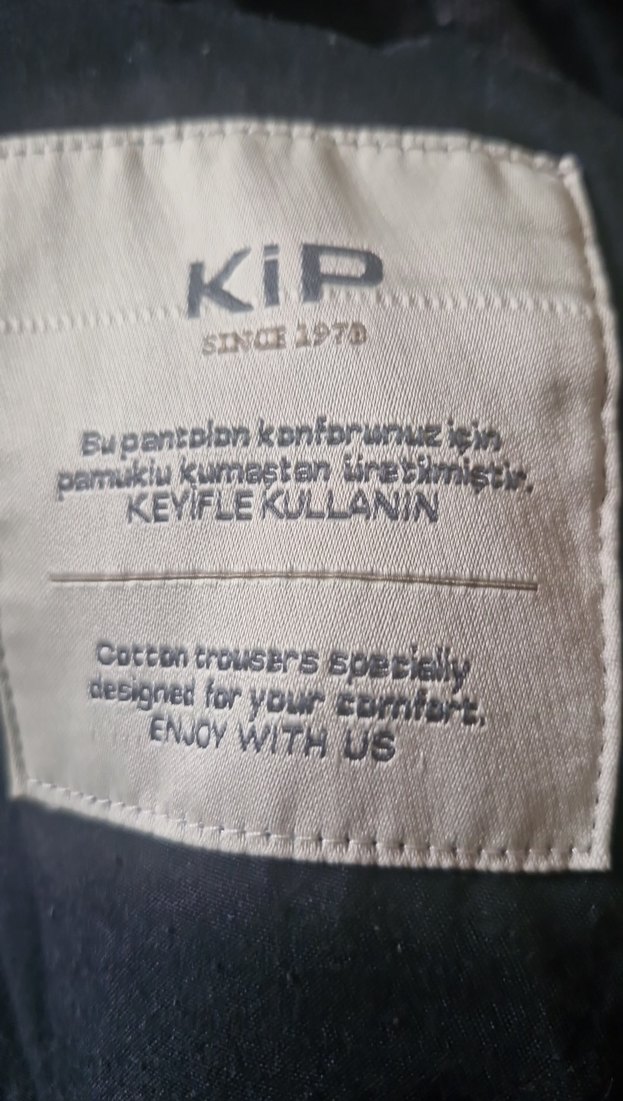 KiP
SINCE 1970
Bu pantolon konforunuz için
pamuklu kumaştan üretilmiştir.
KEYİFLE KULLANIN
Cotton trousers specially
designed for your comfort.
ENJOY WITH US